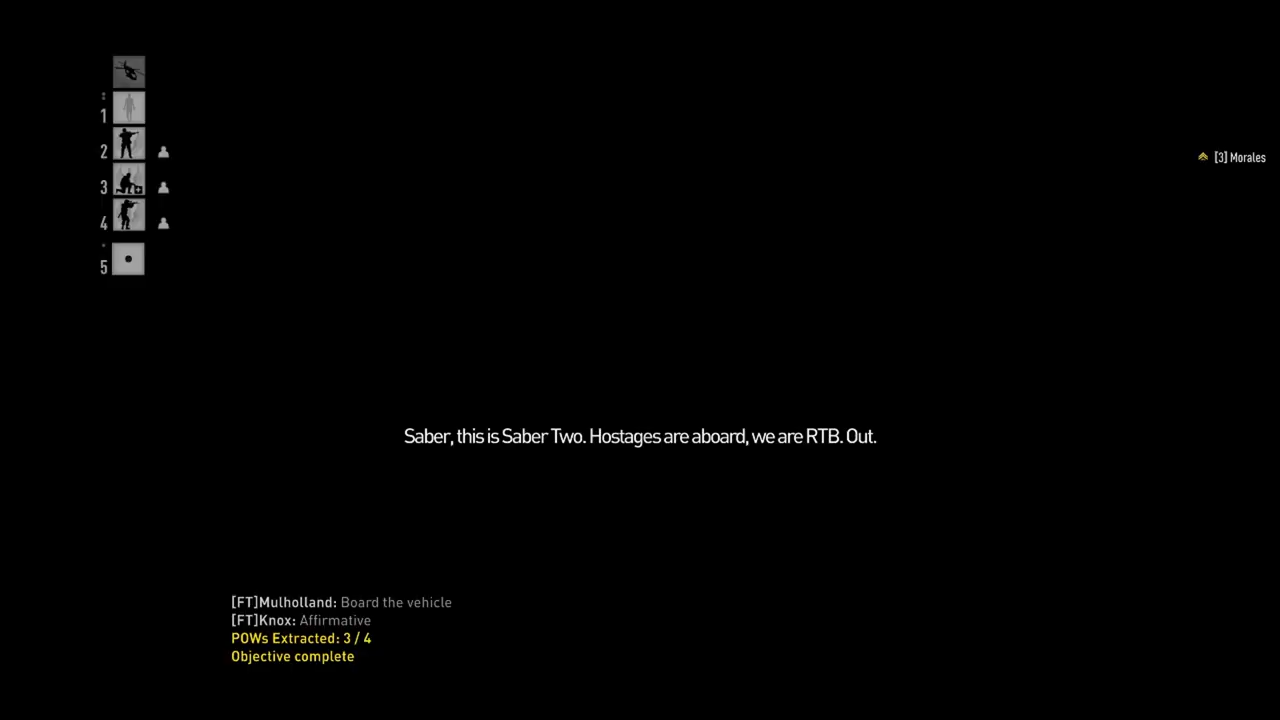 1
2
3
4
5
[3] Morales
Saber, this is Saber Two. Hostages are aboard, we are RTB. Out.
[FT]Mulholland: Board the vehicle
[FT]Knox: Affirmative
POWs Extracted: 3 / 4
Objective complete